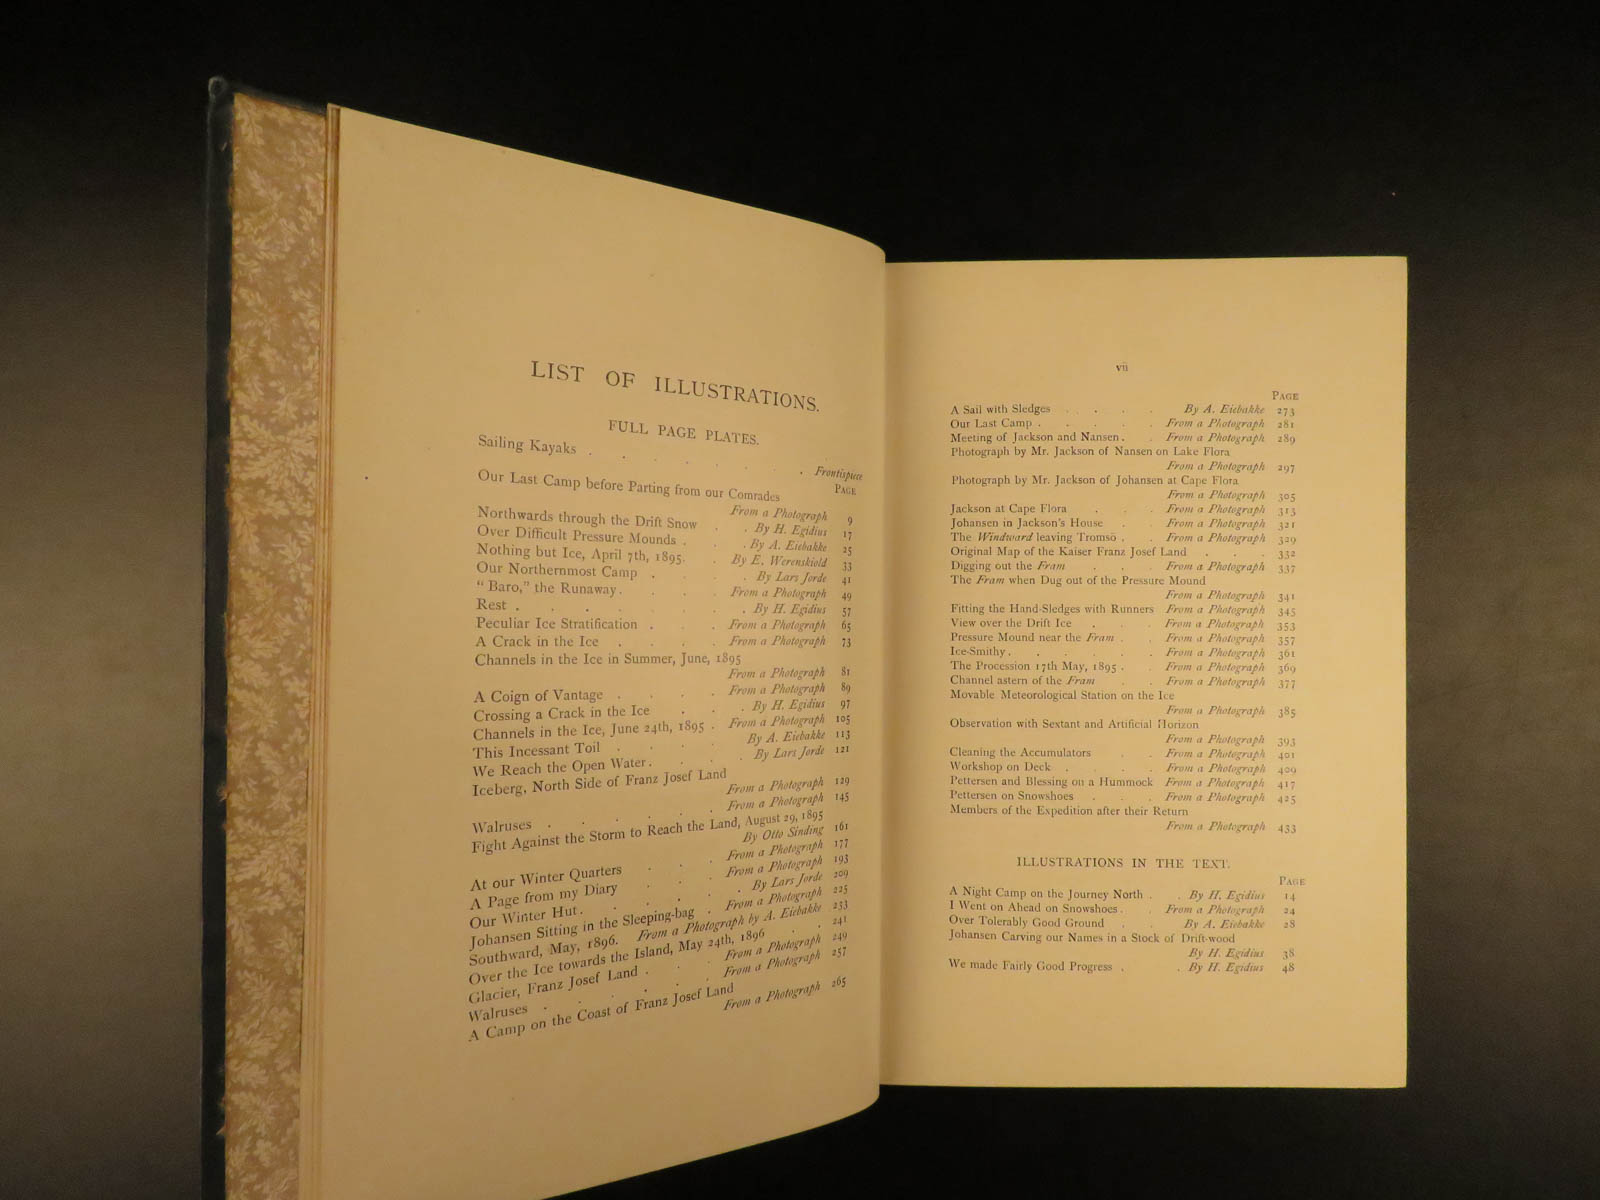 LIST OF ILLUSTRATIONS.
FULL PAGE PLATES.
Sailing Kayaks . . . . . . . Frontispiece
PAGE
Our Last Camp before Parting from our Comrades
From a Photograph 9
Northwards through the Drift Snow . . By H. Egidius 17
Over Difficult Pressure Mounds . . . By A. Eiebakke 25
Nothing but Ice, April 7th, 1895. . By E. Werenskiold 33
Our Northernmost Camp . . . . By Lars Jorde 41
"Baro," the Runaway . . . . From a Photograph 49
Rest . . . . . . . . By H. Egidius 57
Peculiar Ice Stratification . . . From a Photograph 65
A Crack in the Ice . . . . From a Photograph 73
Channels in the Ice in Summer, June, 1895
From a Photograph 81
A Coign of Vantage . . . . From a Photograph 89
Crossing a Crack in the Ice . . . By H. Egidius 97
Channels in the Ice, June 24th, 1895 . From a Photograph 105
This Incessant Toil . . . . By A. Eiebakke 113
We Reach the Open Water . . . . By Lars Jorde 121
Iceberg, North Side of Franz Josef Land
From a Photograph 129
Walruses . . . . . . From a Photograph 145
Fight Against the Storm to Reach the Land, August 29, 1895
By Otto Sinding 161
At our Winter Quarters . . . From a Photograph 177
A Page from my Diary . . . From a Photograph 193
Our Winter Hut . . . . . . By Lars Jorde 209
Johansen Sitting in the Sleeping-bag . From a Photograph 225
Southward, May, 1896. From a Photograph by A. Eiebakke 233
Over the Ice towards the Island, May 24th, 1896 . . 241
Glacier, Franz Josef Land . . . From a Photograph 249
Walruses . . . . . From a Photograph 257
A Camp on the Coast of Franz Josef Land
From a Photograph 265
vii
PAGE
A Sail with Sledges . . . . By A. Eiebakke 273
Our Last Camp . . . . . From a Photograph 281
Meeting of Jackson and Nansen . . From a Photograph 289
Photograph by Mr. Jackson of Nansen on Lake Flora
From a Photograph 297
Photograph by Mr. Jackson of Johansen at Cape Flora
From a Photograph 305
Jackson at Cape Flora . . . From a Photograph 313
Johansen in Jackson's House . . From a Photograph 321
The Windward leaving Tromsö . . From a Photograph 329
Original Map of the Kaiser Franz Josef Land . . . 332
Digging out the Fram . . . From a Photograph 337
The Fram when Dug out of the Pressure Mound
From a Photograph 341
Fitting the Hand-Sledges with Runners From a Photograph 345
View over the Drift Ice . . . From a Photograph 353
Pressure Mound near the Fram . . From a Photograph 357
Ice-Smithy . . . . . . From a Photograph 361
The Procession 17th May, 1895 . . From a Photograph 369
Channel astern of the Fram . . From a Photograph 377
Movable Meteorological Station on the Ice
From a Photograph 385
Observation with Sextant and Artificial Horizon
From a Photograph 393
Cleaning the Accumulators . . From a Photograph 401
Workshop on Deck . . . . From a Photograph 409
Pettersen and Blessing on a Hummock From a Photograph 417
Pettersen on Snowshoes . . . From a Photograph 425
Members of the Expedition after their Return
From a Photograph 433
ILLUSTRATIONS IN THE TEXT.
PAGE
A Night Camp on the Journey North . . By H. Egidius 14
I Went on Ahead on Snowshoes . . From a Photograph 24
Over Tolerably Good Ground . . By A. Eiebakke 28
Johansen Carving our Names in a Stock of Drift-wood
By H. Egidius 38
We made Fairly Good Progress . . By H. Egidius 48